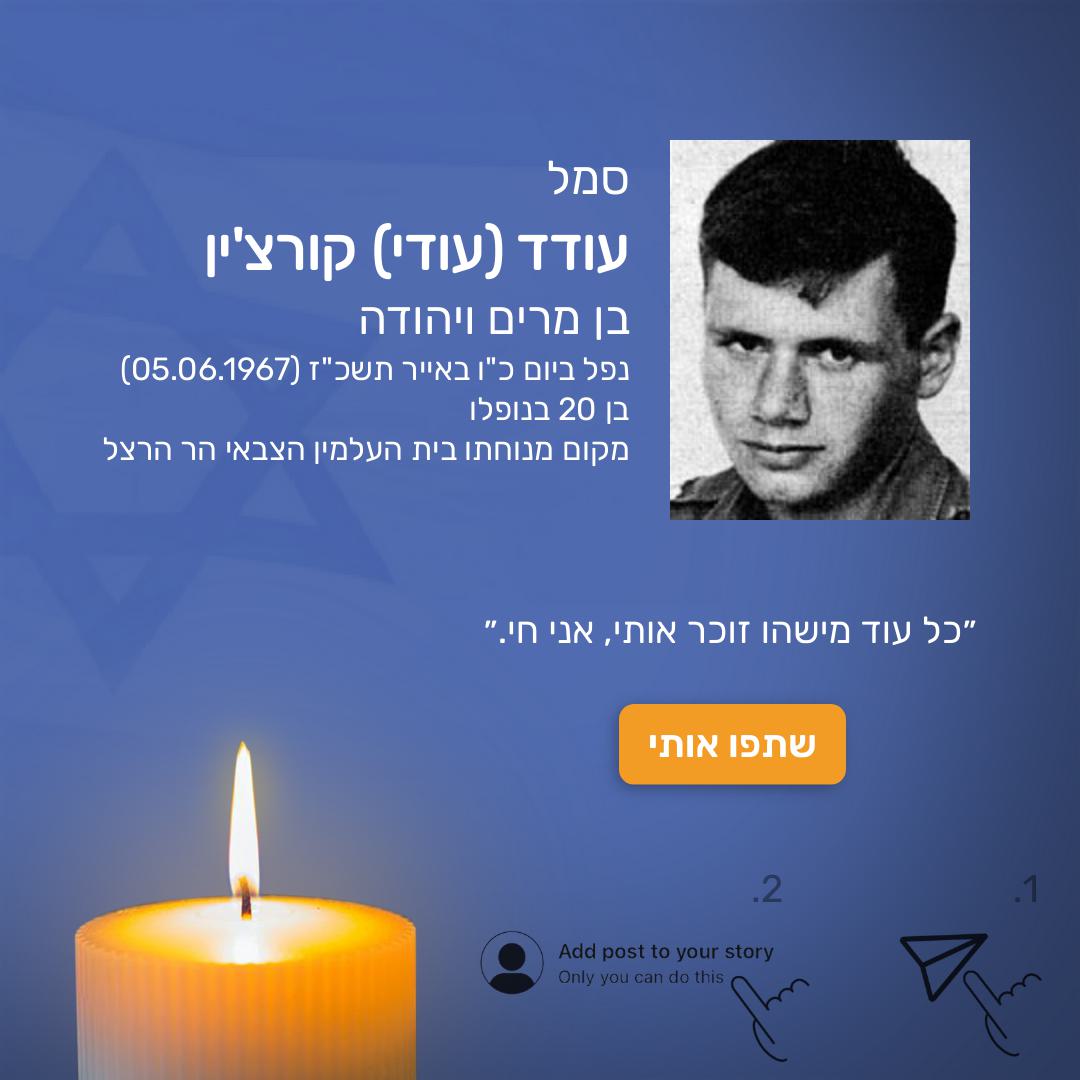 סמל
עודד (עודי) קורצ'ין
בן מרים ויהודה
נפל ביום כ"ו באייר תשכ"ז (05.06.1967)
בן 20 בנופלו
מקום מנוחתו בית העלמין הצבאי הר הרצל
״כל עוד מישהו זוכר אותי, אני חי.״
שתפו אותי
1.
2.
Add post to your story
Only you can do this